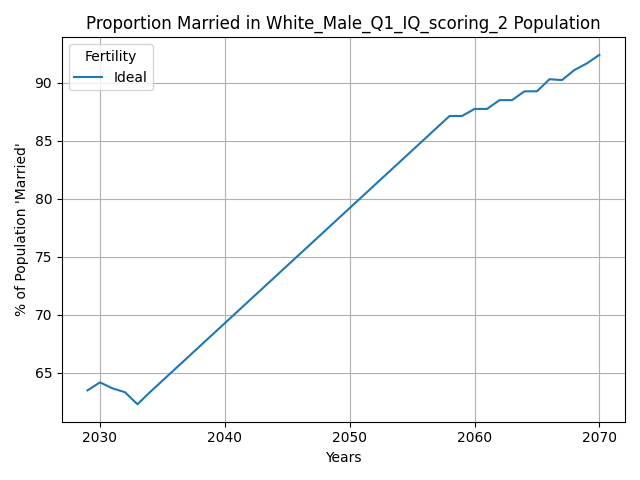 Proportion Married in White_Male_Q1_IQ_scoring_2 Population
Fertility
Ideal
% of Population 'Married'
90
85
80
75
70
65
2030 2040 2050 2060 2070
Years